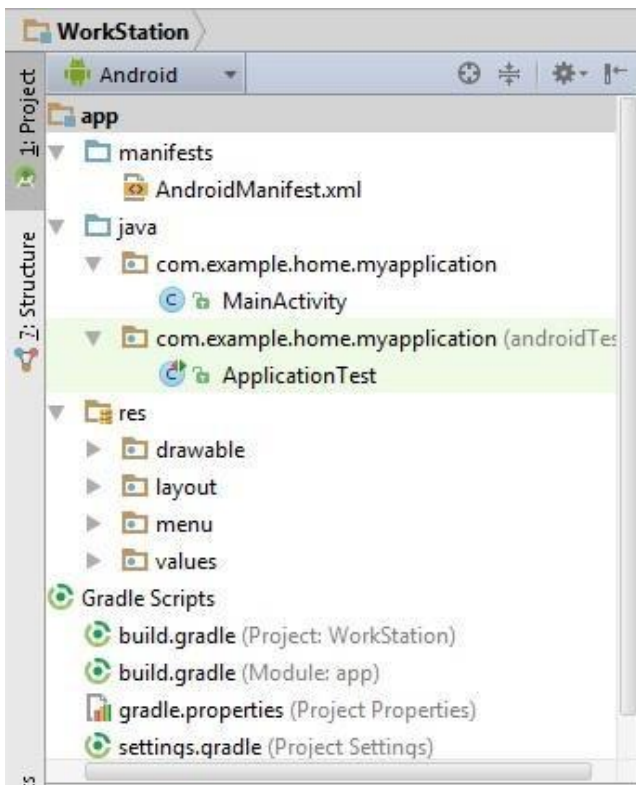 WorkStation
Android
1: Project
7: Structure
app
manifests
AndroidManifest.xml
java
com.example.home.myapplication
MainActivity
com.example.home.myapplication (androidTes
ApplicationTest
res
drawable
layout
menu
values
Gradle Scripts
build.gradle (Project: WorkStation)
build.gradle (Module: app)
gradle.properties (Project Properties)
settings.gradle (Project Settings)